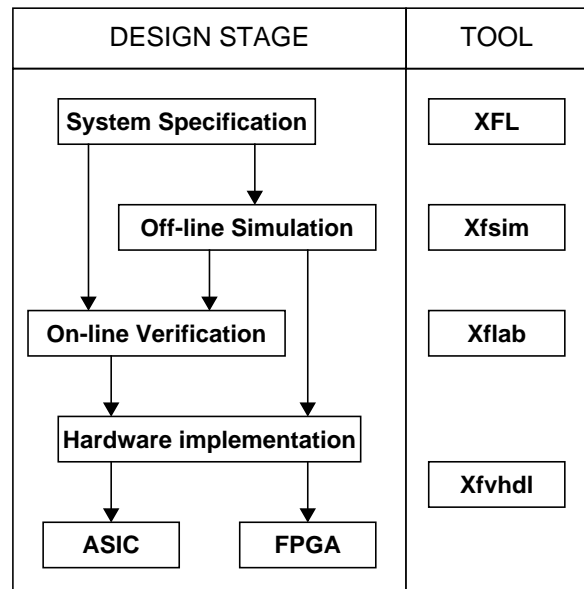 DESIGN STAGE
TOOL
System Specification
XFL
Off-line Simulation
Xfsim
On-line Verification
Xflab
Hardware implementation
Xfvhdl
ASIC
FPGA